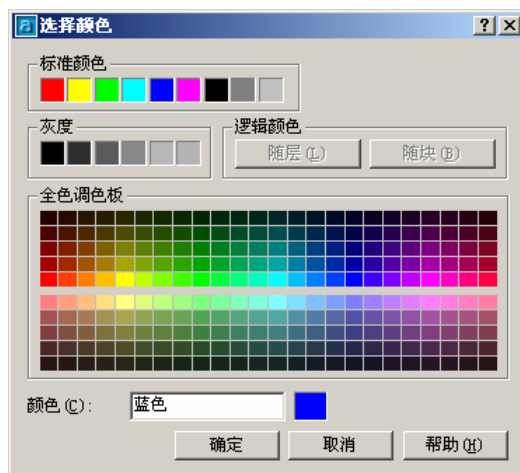 选择颜色
标准颜色
灰度
逻辑颜色
随层(L)
随块(B)
全色调色板
颜色(C):
蓝色
确定
取消
帮助(H)